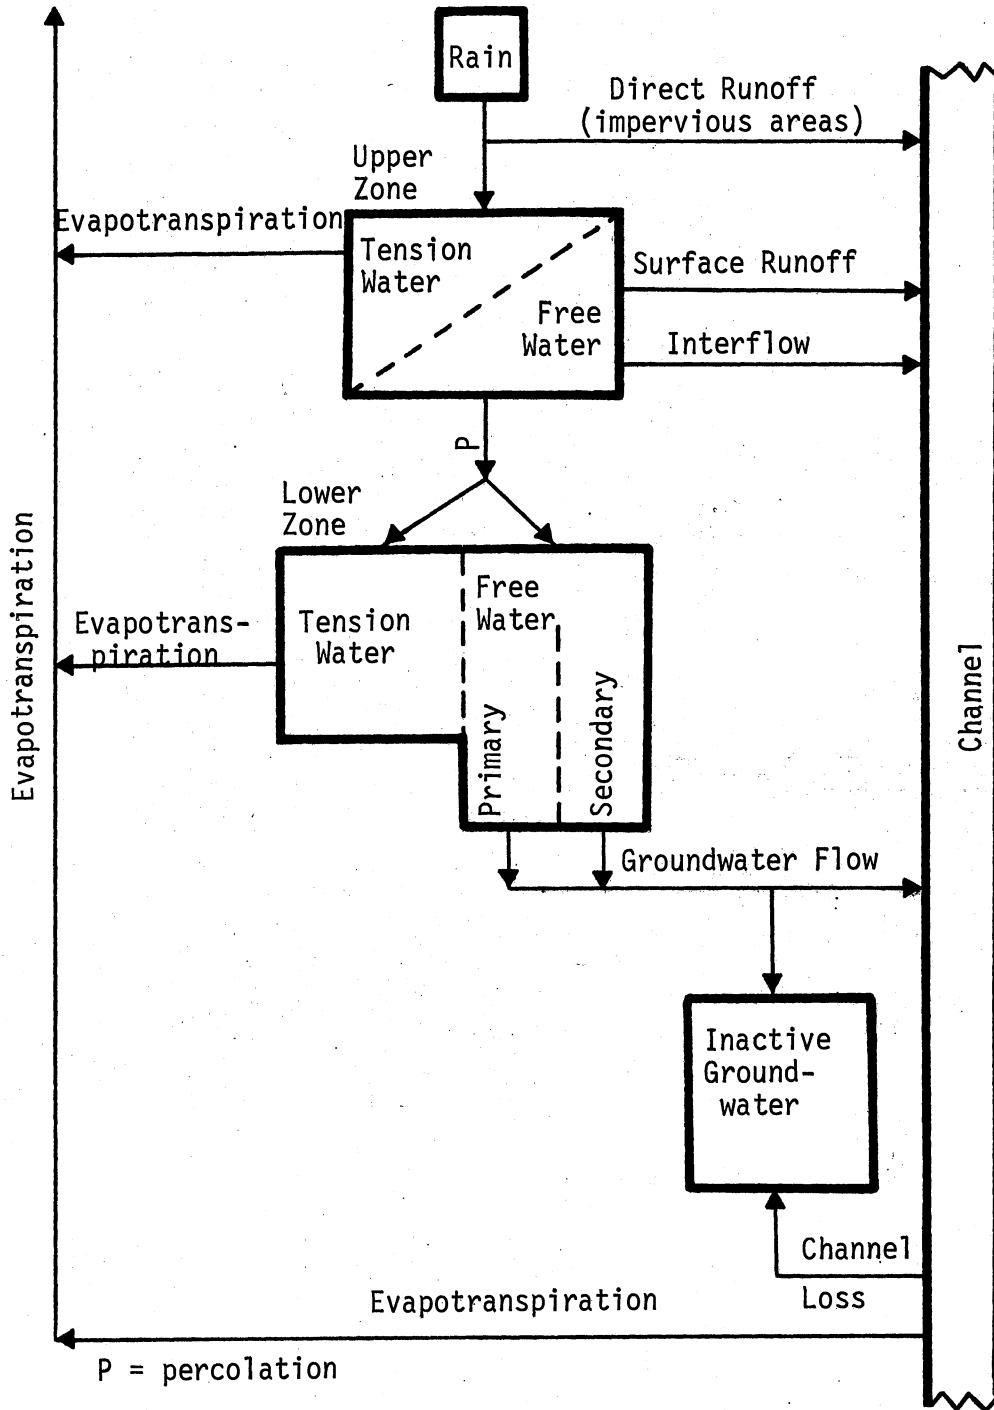 Rain
Direct Runoff
(impervious areas)
Upper
Zone
Evapotranspiration
Tension
Water
Surface Runoff
Free
Water
Interflow
P
Lower
Zone
Evapotranspiration
Evapotrans-
piration
Tension
Water
Free
Water
Primary
Secondary
Channel
Groundwater Flow
Inactive
Ground-
water
Channel
Loss
Evapotranspiration
P = percolation